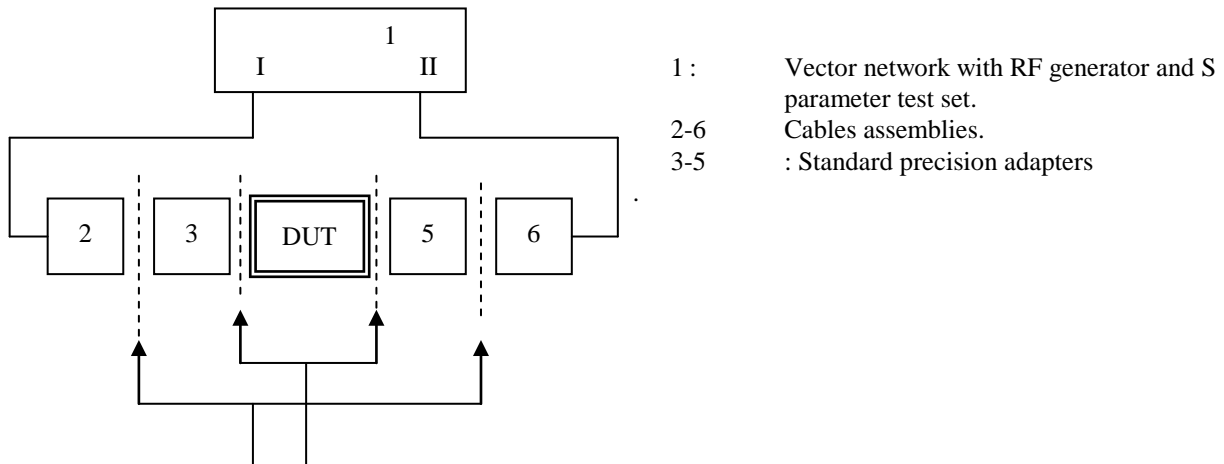 1
I II
1 : Vector network with RF generator and S
parameter test set.
2-6 Cables assemblies.
3-5 : Standard precision adapters
.
2 3 DUT 5 6